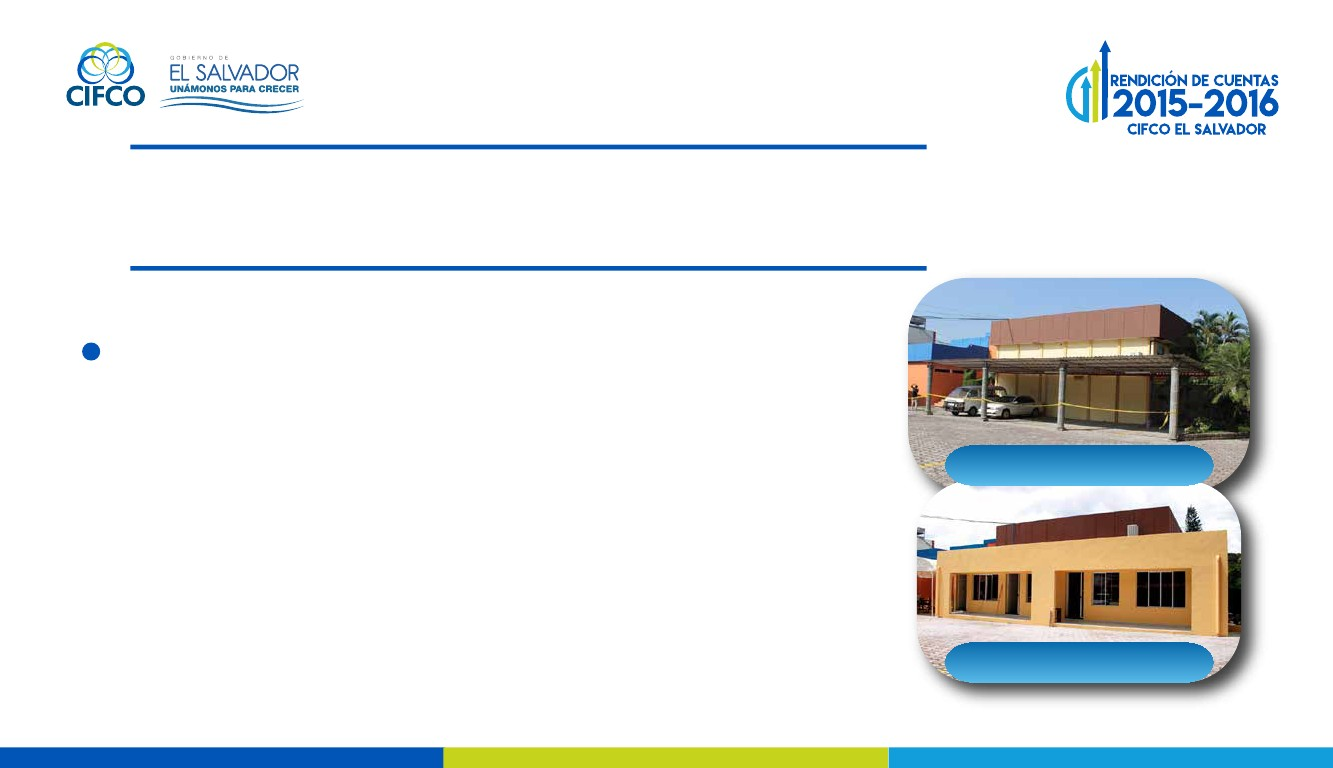 CIFCO
GOBIERNO DE
EL SALVADOR
UNÁMONOS PARA CRECER
RENDICIÓN DE CUENTAS
2015-2016
CIFCO EL SALVADOR